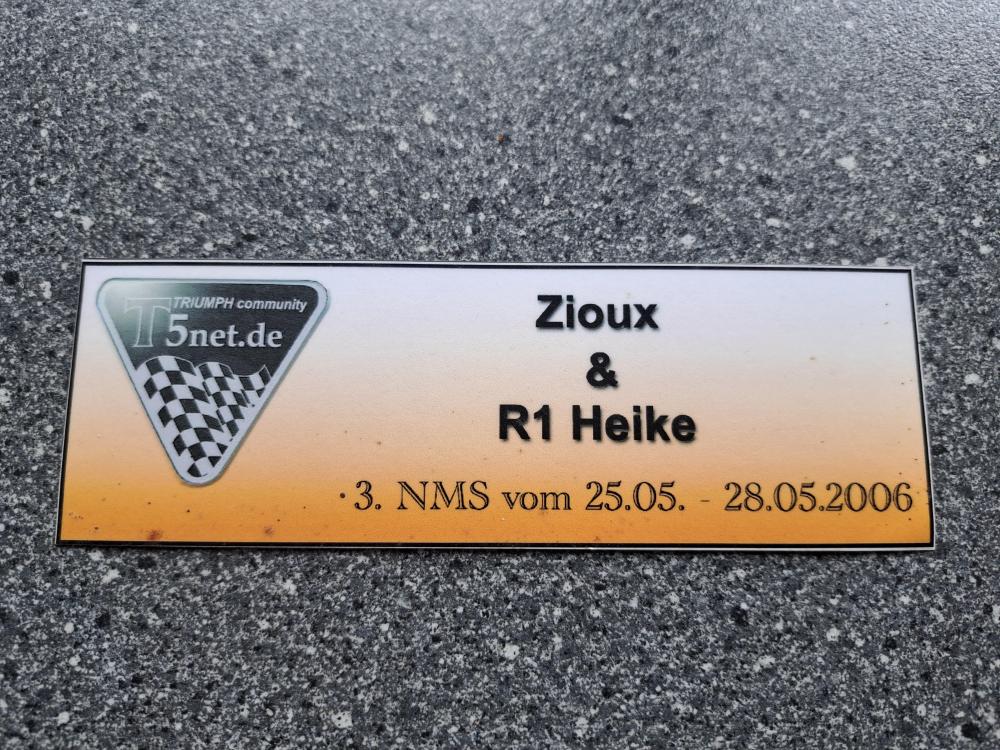 TRIUMPH community
T5net.de
Zioux
&
R1 Heike
3. NMS vom 25.05. - 28.05.2006